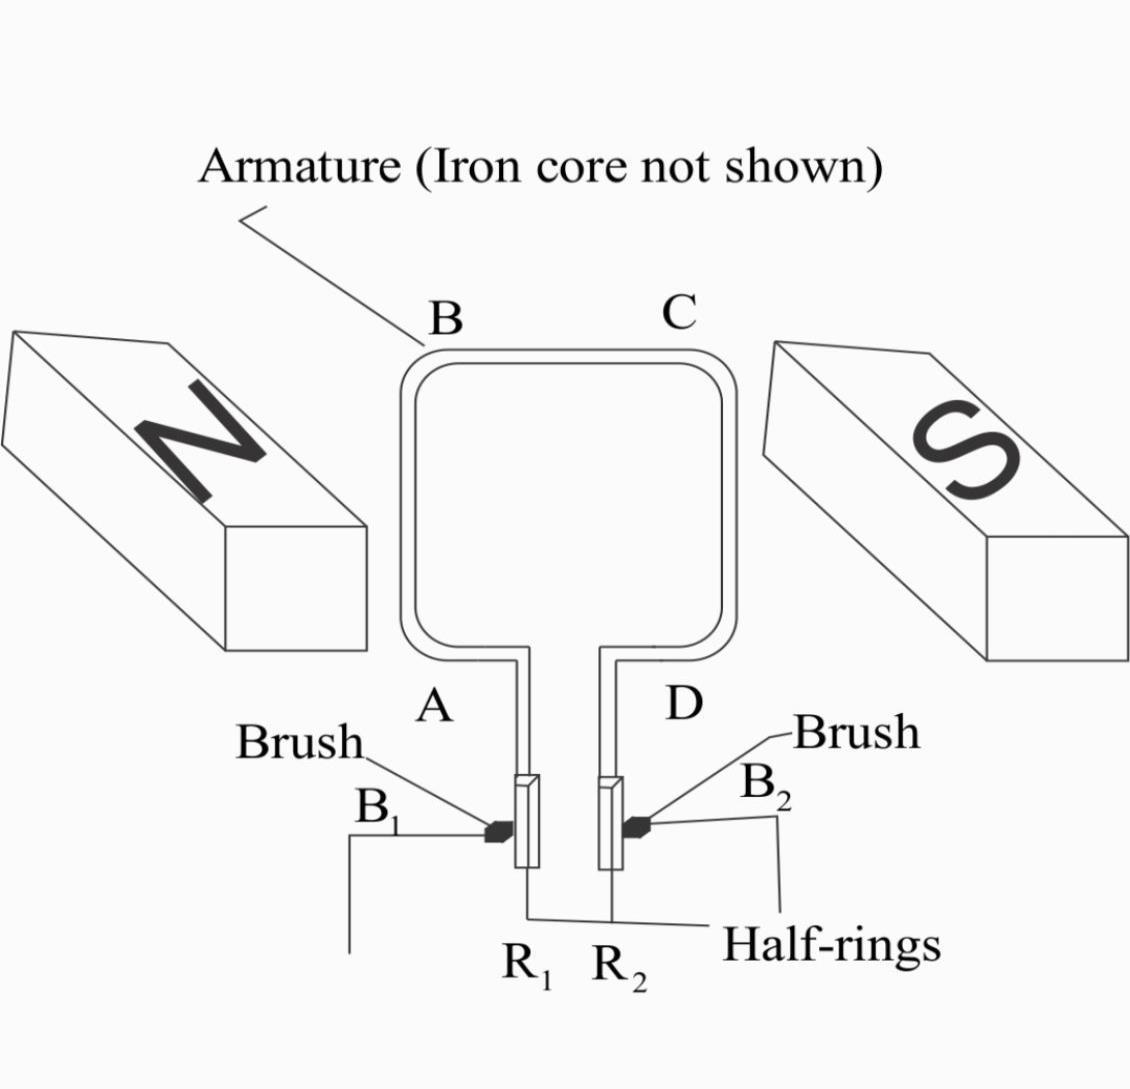 Armature (Iron core not shown)
B
C
N
S
A
D
Brush
Brush
B₁
B₂
R₁
R₂
Half-rings